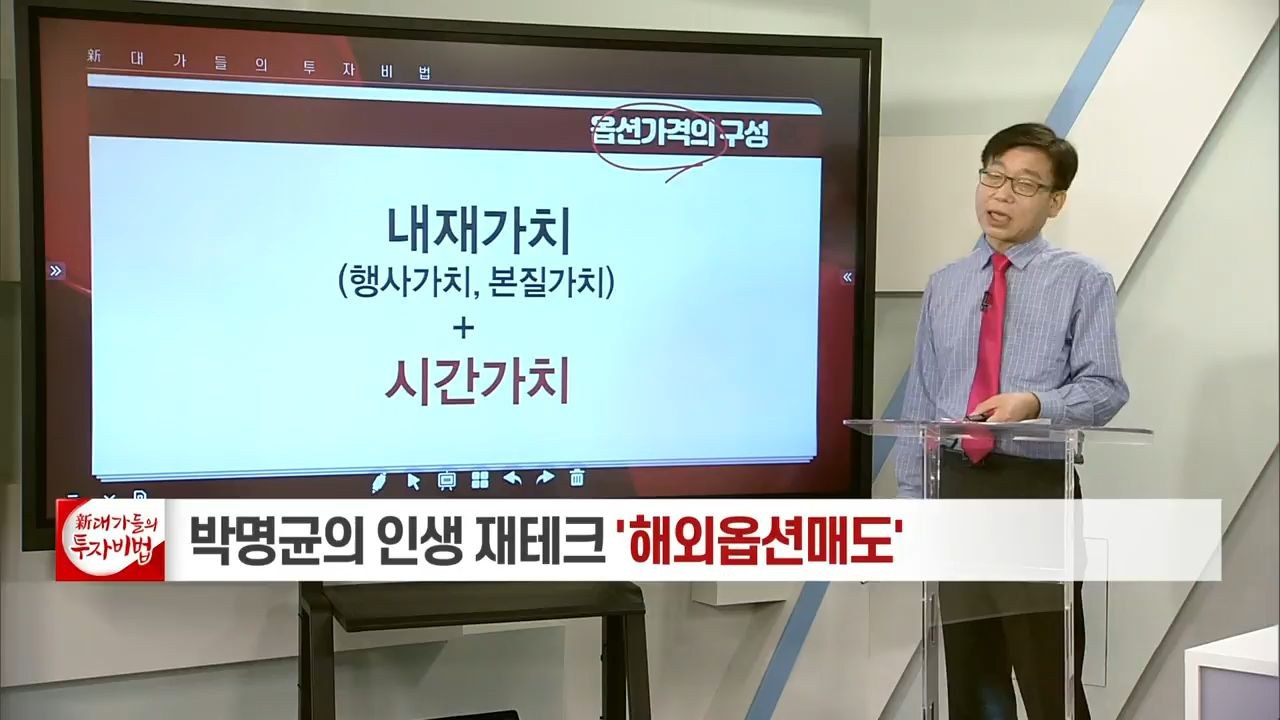 新대가들의투자비법
옵션가격의 구성
내재가치
(행사가치, 본질가치)
+
시간가치
新대가들의
투자비법
박명균의 인생 재테크 '해외옵션매도'